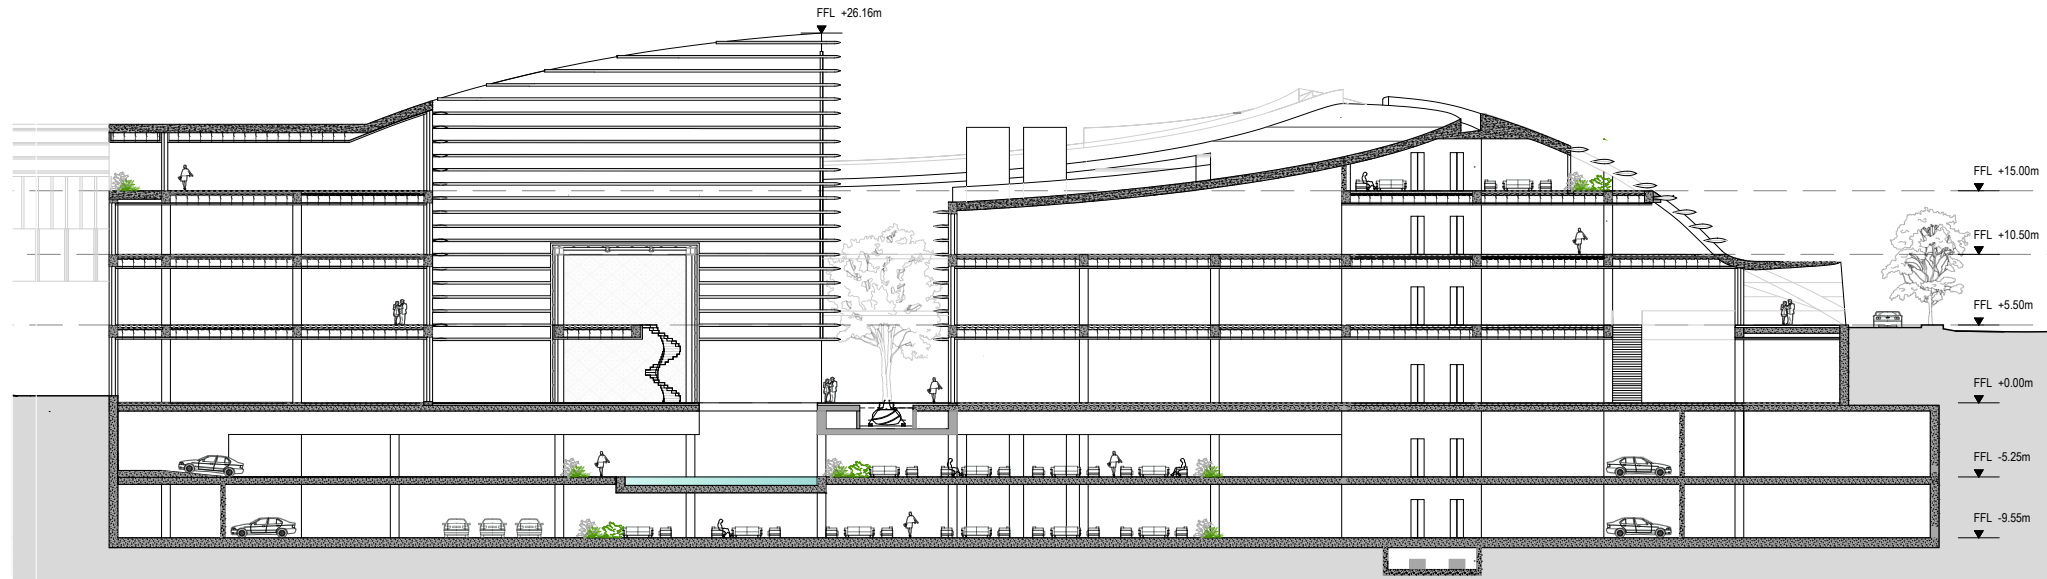 FFL +26.16m
FFL +15.00m
FFL +10.50m
FFL +5.50m
FFL +0.00m
FFL -5.25m
FFL -9.55m